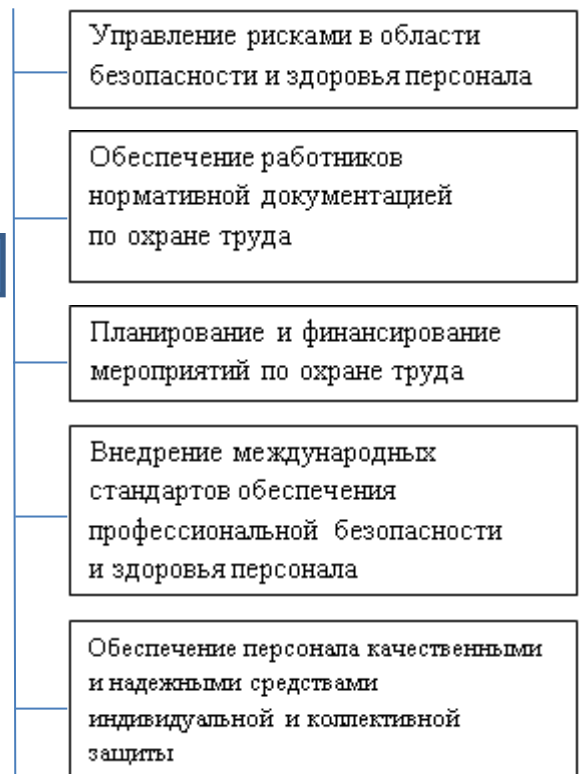 Управление рисками в области
безопасности и здоровья персонала
Обеспечение работников
нормативной документацией
по охране труда
Планирование и финансирование
мероприятий по охране труда
Внедрение международных
стандартов обеспечения
профессиональной безопасности
и здоровья персонала
Обеспечение персонала качественными
и надежными средствами
индивидуальной и коллективной
защиты